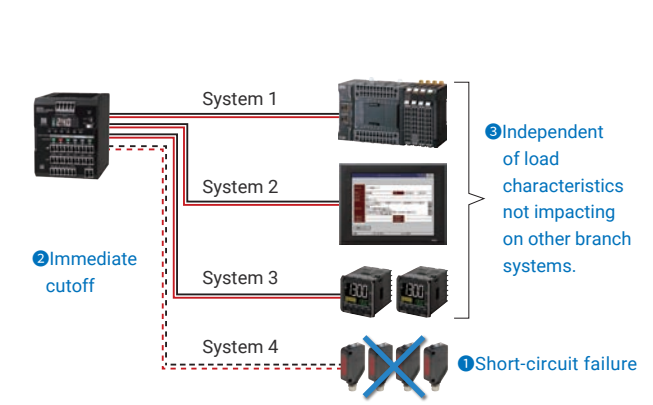 System 1
❸Independent
of load
characteristics
not impacting
on other branch
systems.
System 2
❷Immediate
cutoff
System 3
System 4
❶Short-circuit failure